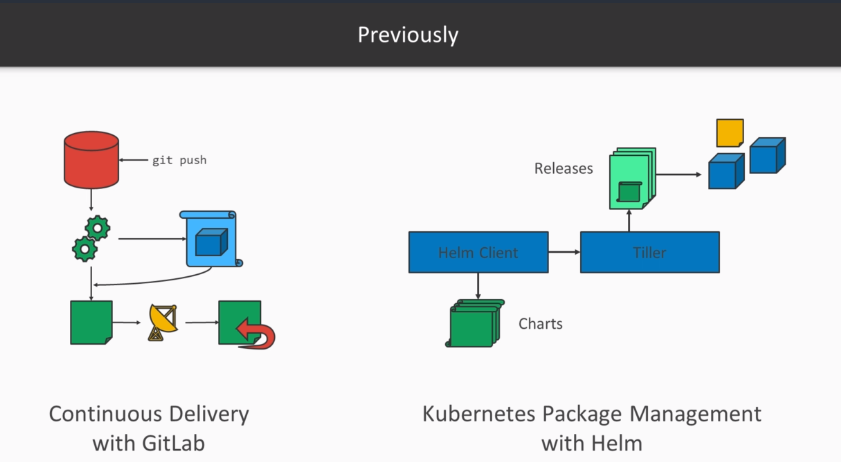 Previously
git push
Releases
Helm Client
Tiller
Charts
Continuous Delivery
with GitLab
Kubernetes Package Management
with Helm